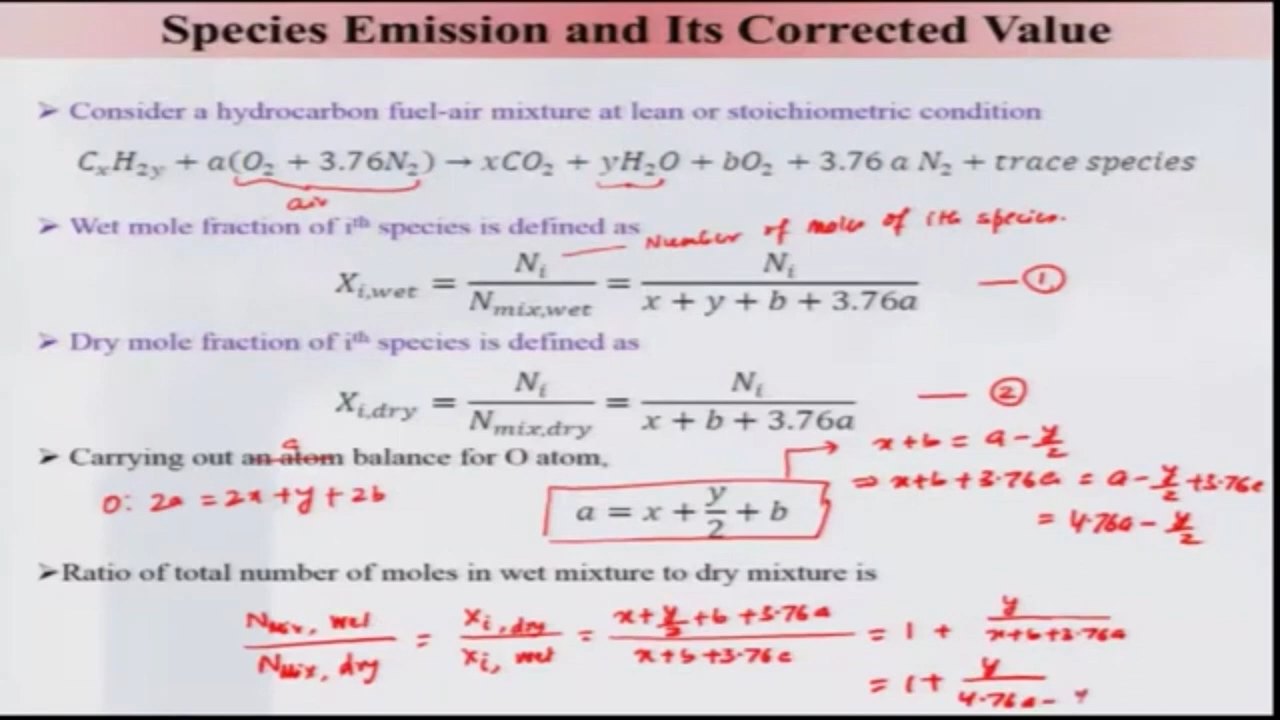 Species Emission and Its Corrected Value
➤ Consider a hydrocarbon fuel-air mixture at lean or stoichiometric condition
CₓH₂ᵧ + a(O₂ + 3.76N₂) → xCO₂ + yH₂O + bO₂ + 3.76 a N₂ + trace species
air
➤ Wet mole fraction of iᵗʰ species is defined as
Number of moles of ith species.
X_{i,wet} = N_i / N_{mix,wet} = N_i / (x + y + b + 3.76a) — ①
➤ Dry mole fraction of iᵗʰ species is defined as
X_{i,dry} = N_i / N_{mix,dry} = N_i / (x + b + 3.76a) — ②
➤ Carrying out an atom balance for O atom,
a
O: 2a = 2x + y + 2b
a = x + y/2 + b
→ x + b = a - y/2
⇒ x + b + 3.76a = a - y/2 + 3.76a
= 4.76a - y/2
➤ Ratio of total number of moles in wet mixture to dry mixture is
N_{mix, wet} / N_{mix, dry} = X_{i, dry} / X_{i, wet} = (x + y/2 + b + 3.76a) / (x + b + 3.76a) = 1 + y / (x + b + 3.76a)
= 1 + y / (4.76a -